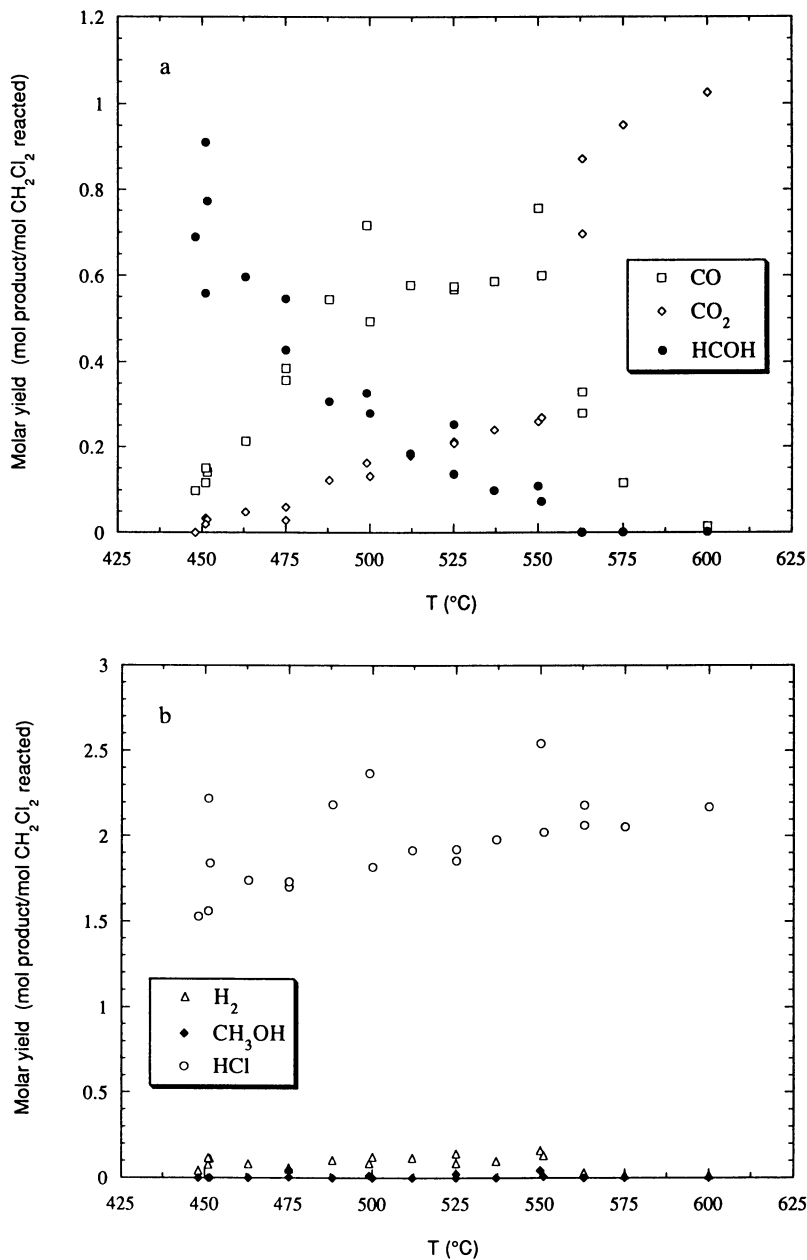 a
Molar yield (mol product/mol CH₂Cl₂ reacted)
1.2
1
0.8
0.6
0.4
0.2
0
CO
CO₂
HCOH
425 450 475 500 525 550 575 600 625
T (°C)
b
Molar yield (mol product/mol CH₂Cl₂ reacted)
3
2.5
2
1.5
1
0.5
0
H₂
CH₃OH
HCl
425 450 475 500 525 550 575 600 625
T (°C)